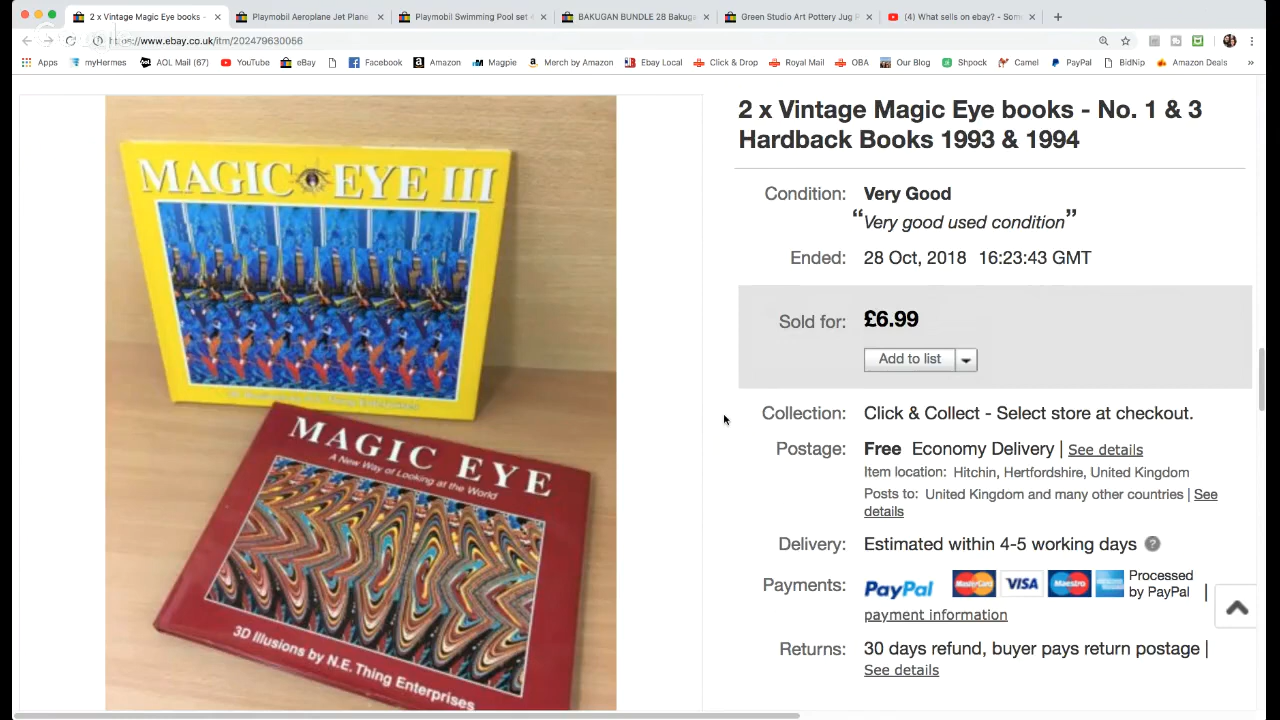 2 x Vintage Magic Eye books -
Playmobil Aeroplane Jet Plane
Playmobil Swimming Pool set
BAKUGAN BUNDLE 28 Bakuga
Green Studio Art Pottery Jug
(4) What sells on ebay? - Som
https://www.ebay.co.uk/itm/202479630056
Apps
myHermes
AOL Mail (67)
YouTube
eBay
Facebook
Amazon
Magpie
Merch by Amazon
Ebay Local
Click & Drop
Royal Mail
OBA
Our Blog
Shpock
Camel
PayPal
BidNip
Amazon Deals
»
MAGIC EYE III
MAGIC EYE
A New Way of Looking at the World
3D Illusions by N.E. Thing Enterprises
2 x Vintage Magic Eye books - No. 1 & 3
Hardback Books 1993 & 1994
Condition: Very Good
“Very good used condition”
Ended: 28 Oct, 2018 16:23:43 GMT
Sold for: £6.99
Add to list
Collection: Click & Collect - Select store at checkout.
Postage: Free Economy Delivery | See details
Item location: Hitchin, Hertfordshire, United Kingdom
Posts to: United Kingdom and many other countries | See
details
Delivery: Estimated within 4-5 working days ?
Payments: PayPal MasterCard VISA Maestro Processed
by PayPal |
payment information
Returns: 30 days refund, buyer pays return postage |
See details